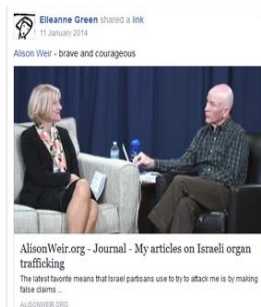 Elleanne Green shared a link
11 January 2014
Alison Weir - brave and courageous
AlisonWeir.org - Journal - My articles on Israeli organ
trafficking
The latest favorite means that Israel partisans use to try to attack me is by making
false claims ...
ALISONWEIR.ORG